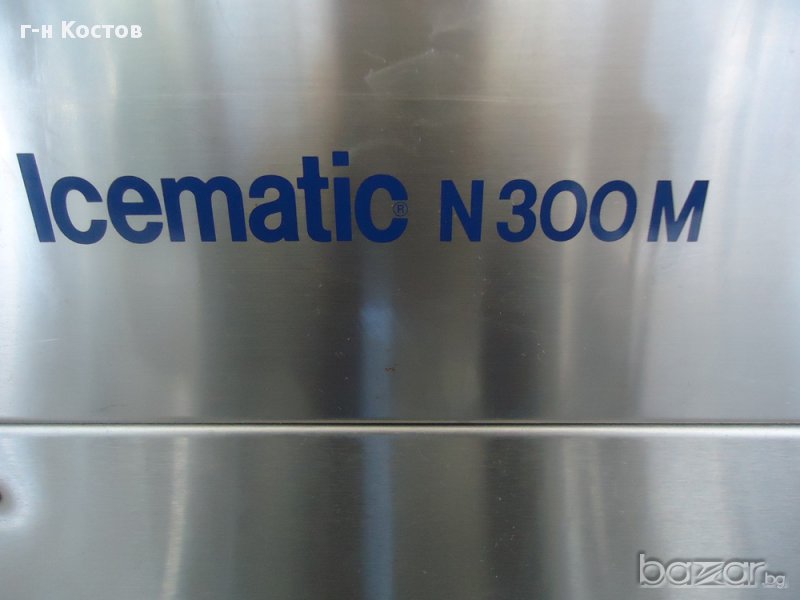 г-н Костов
Icematic® N300M
bazar.bg